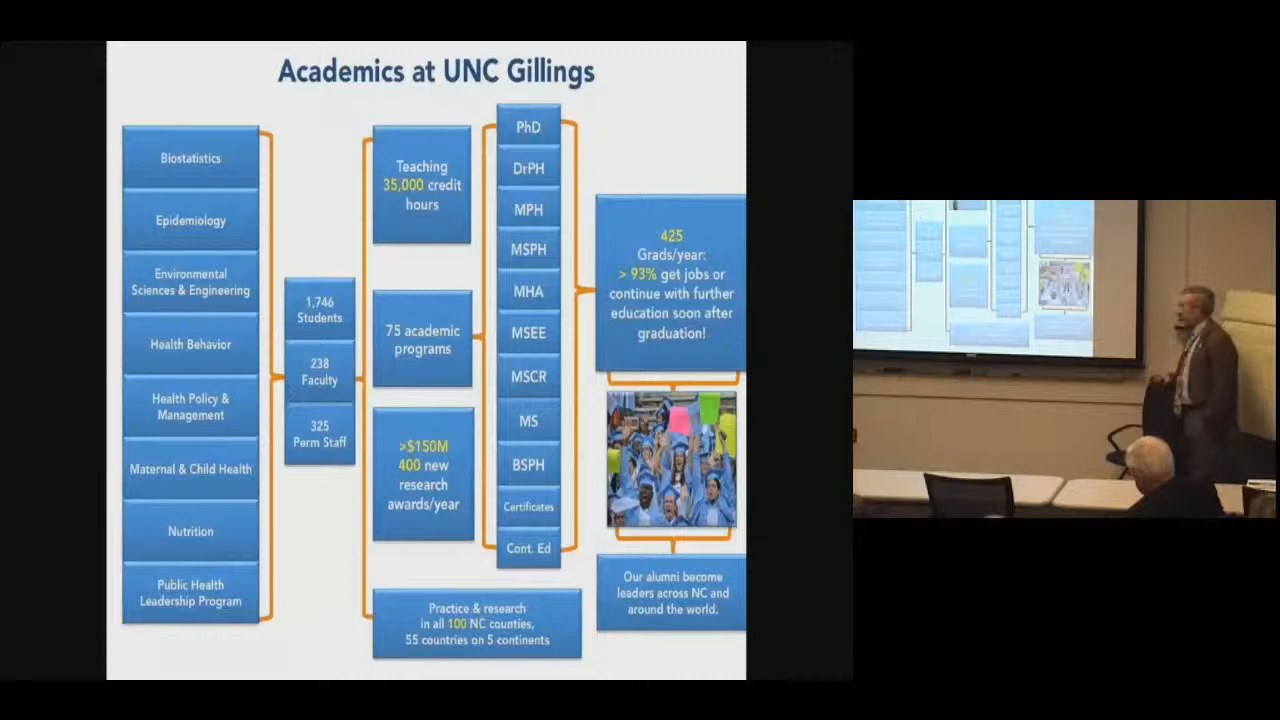 Academics at UNC Gillings
Biostatistics
Epidemiology
Environmental
Sciences & Engineering
Health Behavior
Health Policy &
Management
Maternal & Child Health
Nutrition
Public Health
Leadership Program
1,746
Students
238
Faculty
325
Perm Staff
Teaching
35,000 credit
hours
75 academic
programs
>$150M
400 new
research
awards/year
Practice & research
in all 100 NC counties,
55 countries on 5 continents
PhD
DrPH
MPH
MSPH
MHA
MSEE
MSCR
MS
BSPH
Certificates
Cont. Ed
425
Grads/year:
> 93% get jobs or
continue with further
education soon after
graduation!
Our alumni become
leaders across NC and
around the world.